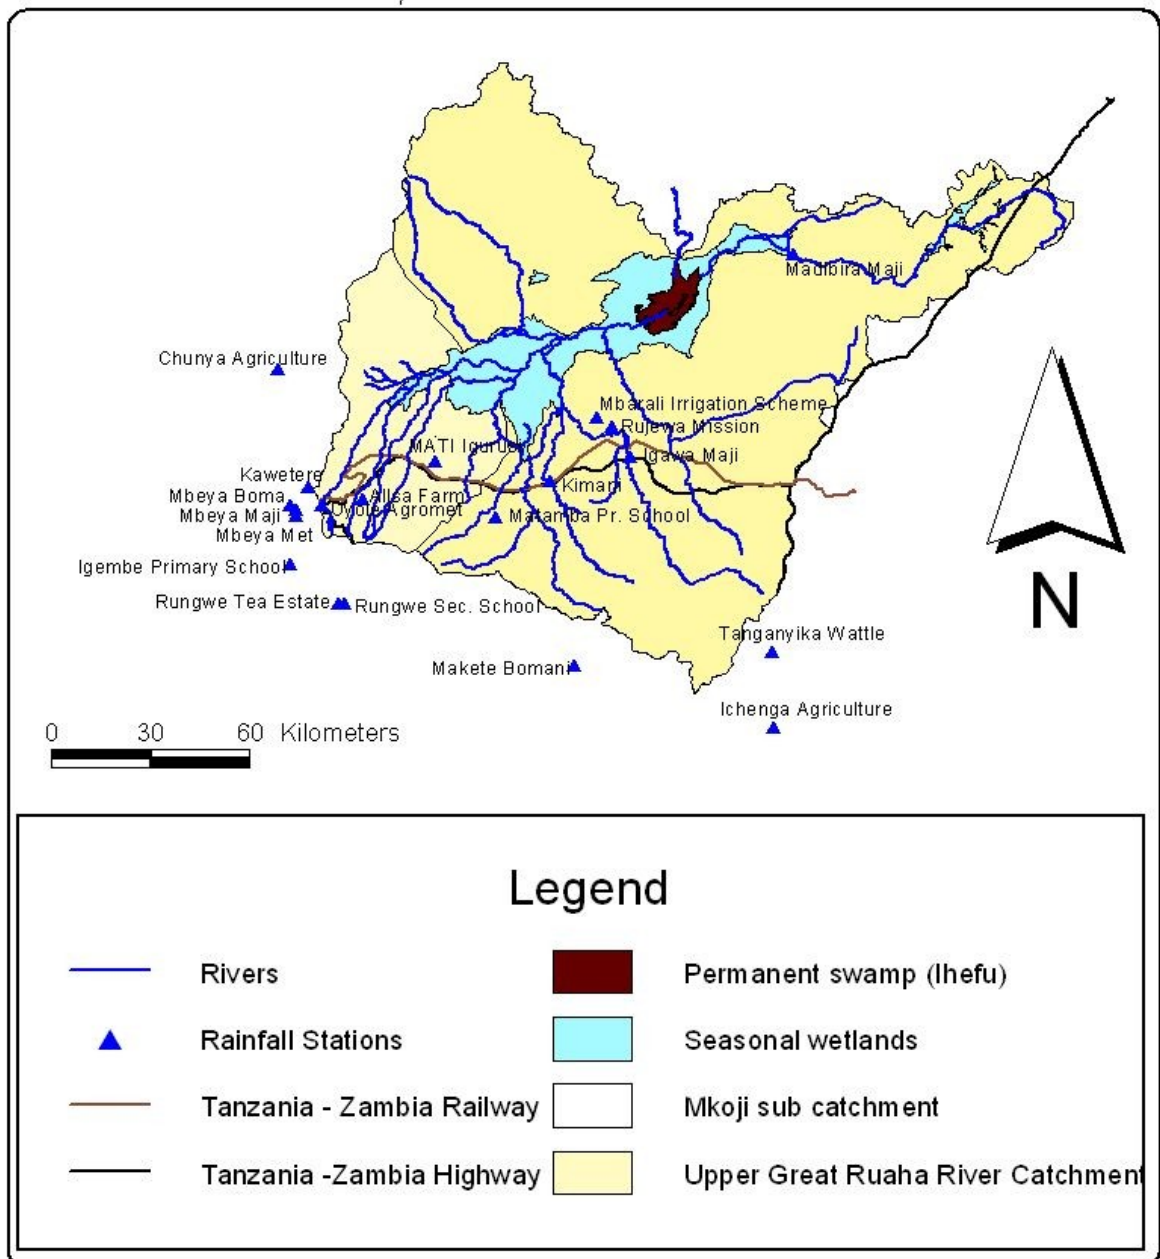 Madibira Maji
Chunya Agriculture
Mbarali Irrigation Scheme
Rujewa Mission
MATI Igurusi
Igawa Maji
Kawetere
Kimani
Mbeya Boma
Allsa Farm
Uyole Agromet
Mbeya Maji
Matamba Pr. School
Mbeya Met
Igembe Primary School
Rungwe Tea Estate
Rungwe Sec. School
Tanganyika Wattle
Makete Bomani
Ichenga Agriculture
N
0 30 60 Kilometers
Legend
Rivers
Permanent swamp (Ihefu)
Rainfall Stations
Seasonal wetlands
Tanzania - Zambia Railway
Mkoji sub catchment
Tanzania -Zambia Highway
Upper Great Ruaha River Catchment